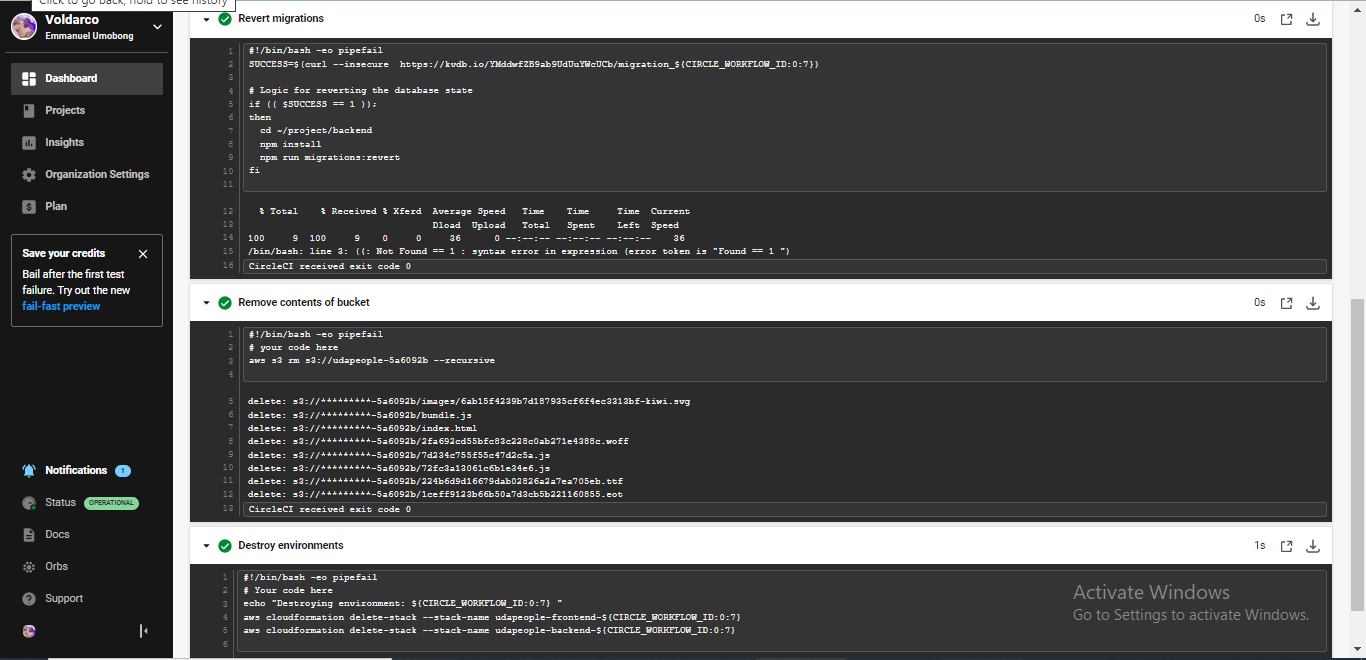 Click to go back, hold to see history
Voldarco
Emmanuel Umobong
Dashboard
Projects
Insights
Organization Settings
Plan
Save your credits
Bail after the first test
failure. Try out the new
fail-fast preview
Notifications 1
Status OPERATIONAL
Docs
Orbs
Support
Revert migrations 0s
1 #!/bin/bash -eo pipefail
2 SUCCESS=$(curl --insecure  https://kvdb.io/YMddwfZB9ab9UdUuYWcUCb/migration_${CIRCLE_WORKFLOW_ID:0:7})
3
4 # Logic for reverting the database state
5 if (( $SUCCESS == 1 ));
6 then
7   cd ~/project/backend
8   npm install
9   npm run migrations:revert
10 fi
11
12   % Total    % Received % Xferd  Average Speed   Time    Time     Time  Current
13                                  Dload  Upload   Total   Spent    Left  Speed
14 100     9  100     9    0     0     36      0 --:--:-- --:--:-- --:--:--    36
15 /bin/bash: line 3: ((: Not Found == 1 : syntax error in expression (error token is "Found == 1 ")
16 CircleCI received exit code 0
Remove contents of bucket 0s
1 #!/bin/bash -eo pipefail
2 # your code here
3 aws s3 rm s3://udapeople-5a6092b --recursive
4
5 delete: s3://*********-5a6092b/images/6ab15f4239b7d187935cf6f4ec3313bf-kiwi.svg
6 delete: s3://*********-5a6092b/bundle.js
7 delete: s3://*********-5a6092b/index.html
8 delete: s3://*********-5a6092b/2fa692cd55bfc83c228c0ab271e4388c.woff
9 delete: s3://*********-5a6092b/7d234c755f55c47d2c5a.js
10 delete: s3://*********-5a6092b/72fc3a13061c6b1e34e6.js
11 delete: s3://*********-5a6092b/224b6d9d16679dab02826a2a7ea705eb.ttf
12 delete: s3://*********-5a6092b/1ceff9123b66b50a7d3cb5b221160855.eot
13 CircleCI received exit code 0
Destroy environments 1s
1 #!/bin/bash -eo pipefail
2 # Your code here
3 echo "Destroying environment: ${CIRCLE_WORKFLOW_ID:0:7} "
4 aws cloudformation delete-stack --stack-name udapeople-frontend-${CIRCLE_WORKFLOW_ID:0:7}
5 aws cloudformation delete-stack --stack-name udapeople-backend-${CIRCLE_WORKFLOW_ID:0:7}
6
Activate Windows
Go to Settings to activate Windows.